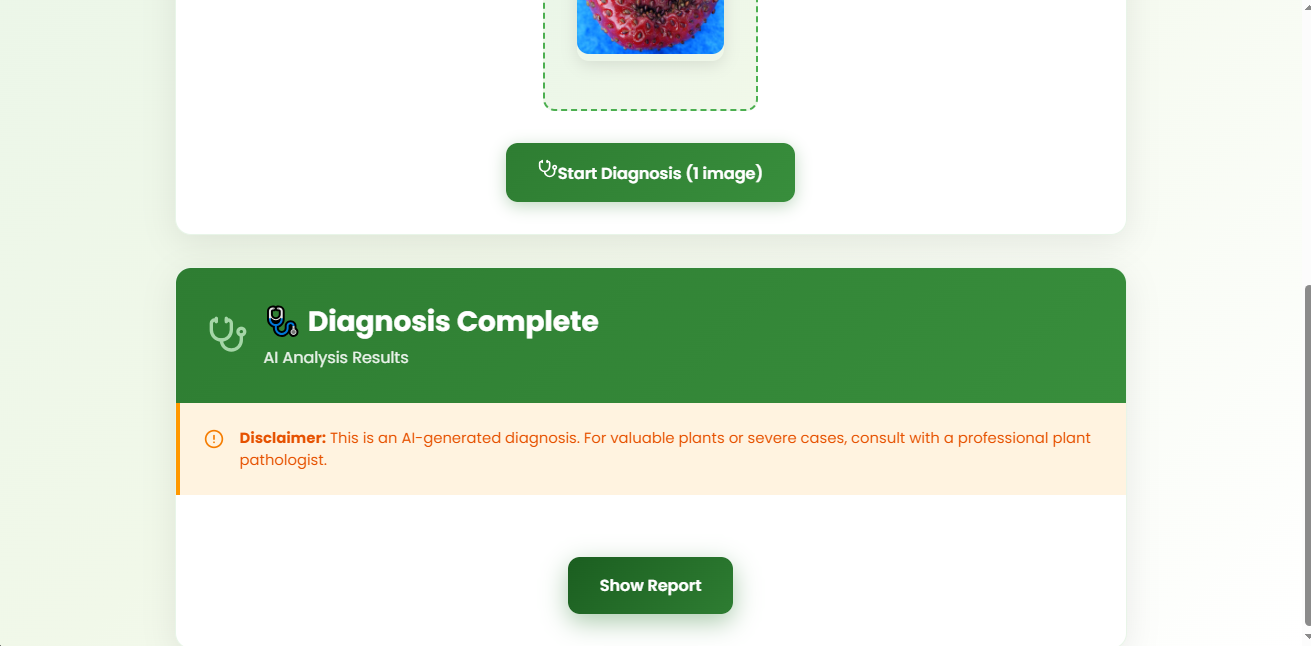 Start Diagnosis (1 image)
🩺 Diagnosis Complete
AI Analysis Results
Disclaimer: This is an AI-generated diagnosis. For valuable plants or severe cases, consult with a professional plant
pathologist.
Show Report